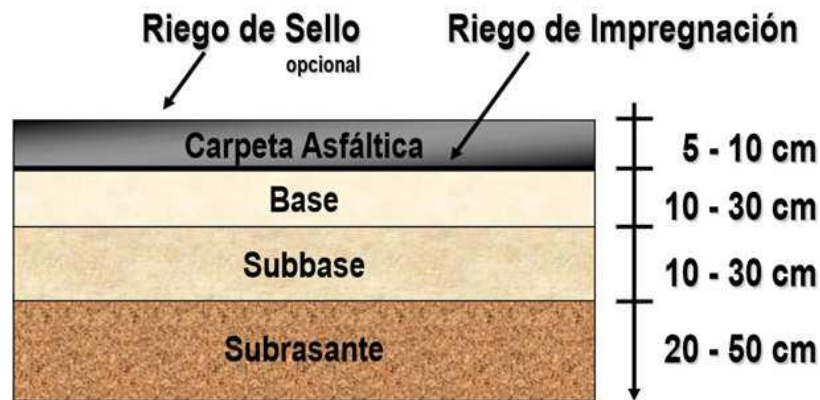 Riego de Sello
opcional
Riego de Impregnación
Carpeta Asfáltica
5 - 10 cm
Base
10 - 30 cm
Subbase
10 - 30 cm
Subrasante
20 - 50 cm